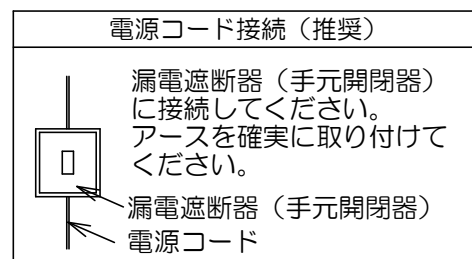 電源コード接続（推奨）
漏電遮断器（手元開閉器）
に接続してください。
アースを確実に取り付けて
ください。
漏電遮断器（手元開閉器）
電源コード